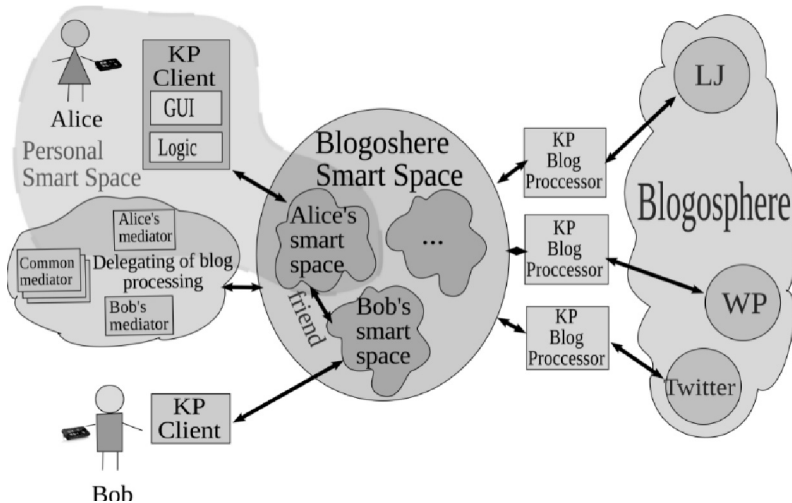 Alice
Personal
Smart Space
KP
Client
GUI
Logic
Alice's
mediator
Common
mediator
Delegating of blog
processing
Bob's
mediator
Bob
KP
Client
Blogoshere
Smart Space
Alice's
smart
space
...
friend
Bob's
smart
space
KP
Blog
Proccessor
KP
Blog
Proccessor
KP
Blog
Proccessor
Blogosphere
LJ
WP
Twitter